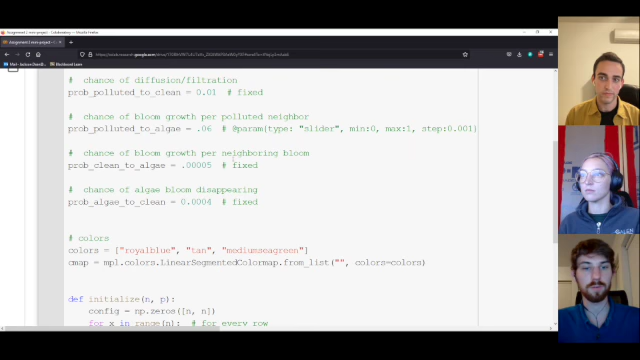 Assignment 2 mini-project - Colaboratory — Mozilla Firefox
# chance of diffusion/filtration
prob_polluted_to_clean = 0.01 # fixed
# chance of bloom growth per polluted neighbor
prob_polluted_to_algae = .06 # @param{type: "slider", min:0, max:1, step:0.001}
# chance of bloom growth per neighboring bloom
prob_clean_to_algae = .00005 # fixed
# chance of algae bloom disappearing
prob_algae_to_clean = 0.0004 # fixed
# colors
colors = ["royalblue", "tan", "mediumseagreen"]
cmap = mpl.colors.LinearSegmentedColormap.from_list("", colors=colors)
def initialize(n, p):
config = np.zeros([n, n])
for x in range(n): # for every row